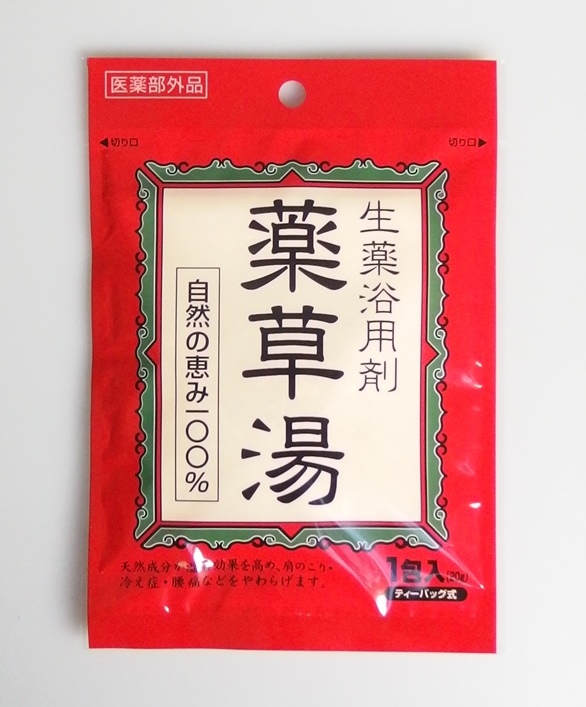 医薬部外品
◀切り口
切り口▶
生薬浴用剤
薬草湯
自然の恵み一〇〇%
天然成分が 効果を高め、肩のこり・
冷え症・腰痛などをやわらげます。
1包入(20g)
ティーバッグ式